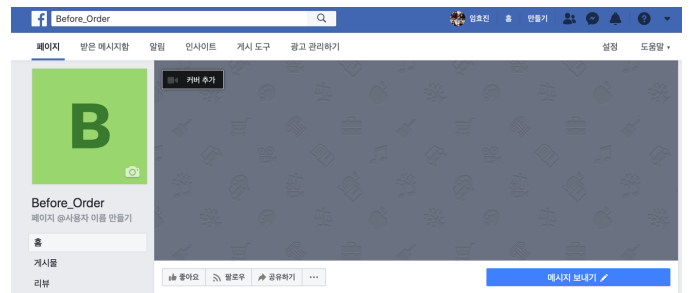 f Before_Order 임효진 홈 만들기 ?
페이지 받은 메시지함 알림 인사이트 게시 도구 광고 관리하기 설정 도움말
커버 추가
B
Before_Order
페이지 @사용자 이름 만들기
홈
게시물
리뷰
좋아요 팔로우 공유하기 ...
메시지 보내기